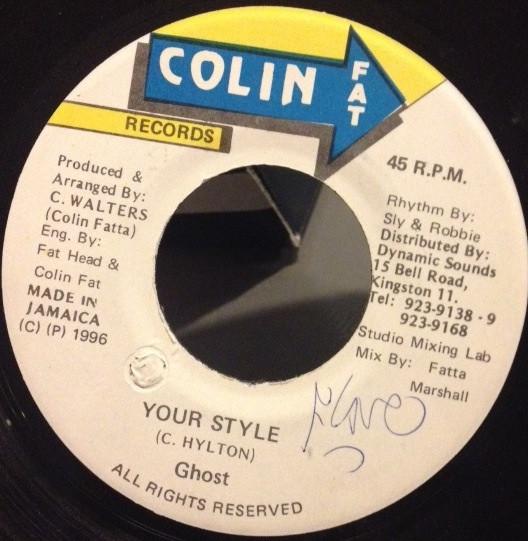 COLIN
FAT
RECORDS
45 R.P.M.
Produced &
Arranged By:
C. WALTERS
(Colin Fatta)
Eng. By:
Fat Head &
Colin Fat
MADE IN
JAMAICA
(C) (P) 1996
Rhythm By:
Sly & Robbie
Distributed By:
Dynamic Sounds
15 Bell Road,
Kingston 11.
Tel: 923-9138 - 9
923-9168
Studio Mixing Lab
Mix By: Fatta
Marshall
YOUR STYLE
(C. HYLTON)
Ghost
ALL RIGHTS RESERVED